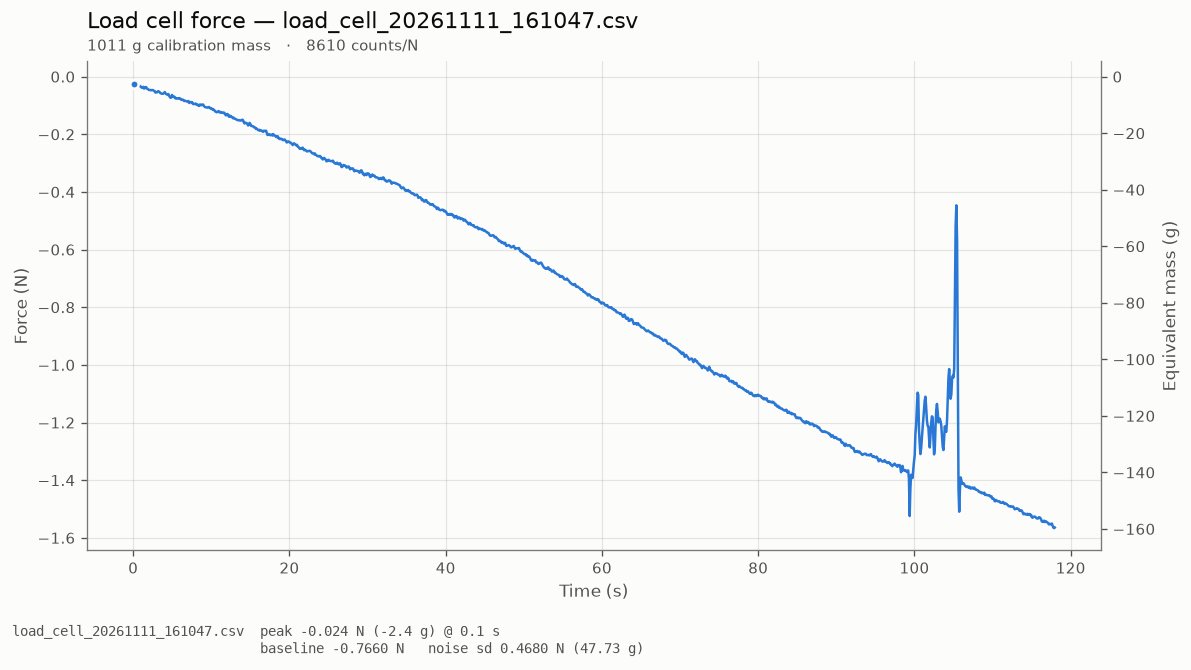 Load cell force — load_cell_20261111_161047.csv
1011 g calibration mass · 8610 counts/N
Force (N)
0.0
−0.2
−0.4
−0.6
−0.8
−1.0
−1.2
−1.4
−1.6
0
−20
−40
−60
−80
−100
−120
−140
−160
Equivalent mass (g)
0 20 40 60 80 100 120
Time (s)
load_cell_20261111_161047.csv peak -0.024 N (-2.4 g) @ 0.1 s
baseline -0.7660 N noise sd 0.4680 N (47.73 g)